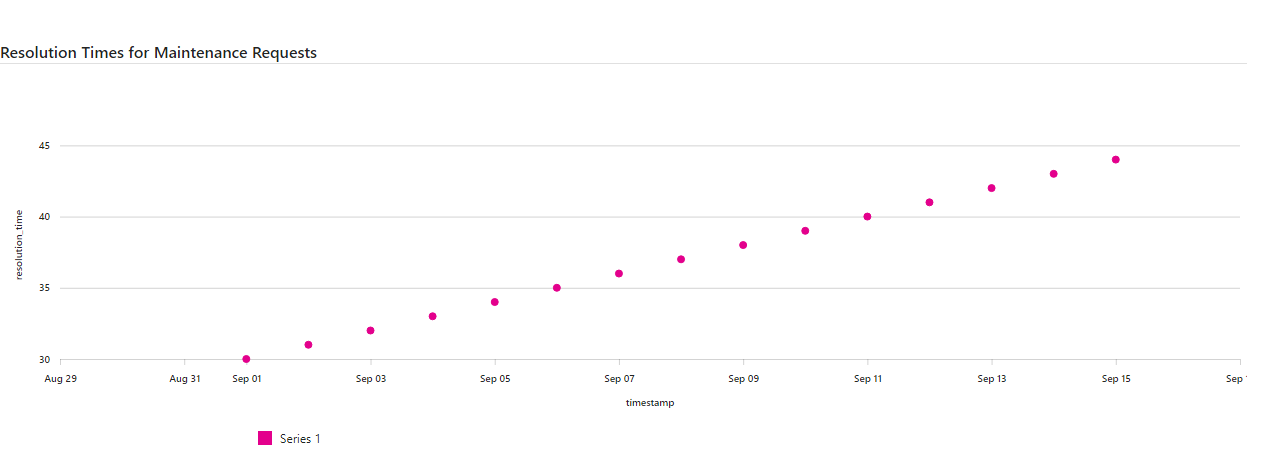 Resolution Times for Maintenance Requests
45
40
35
30
resolution_time
Aug 29 Aug 31 Sep 01 Sep 03 Sep 05 Sep 07 Sep 09 Sep 11 Sep 13 Sep 15 Sep
timestamp
Series 1